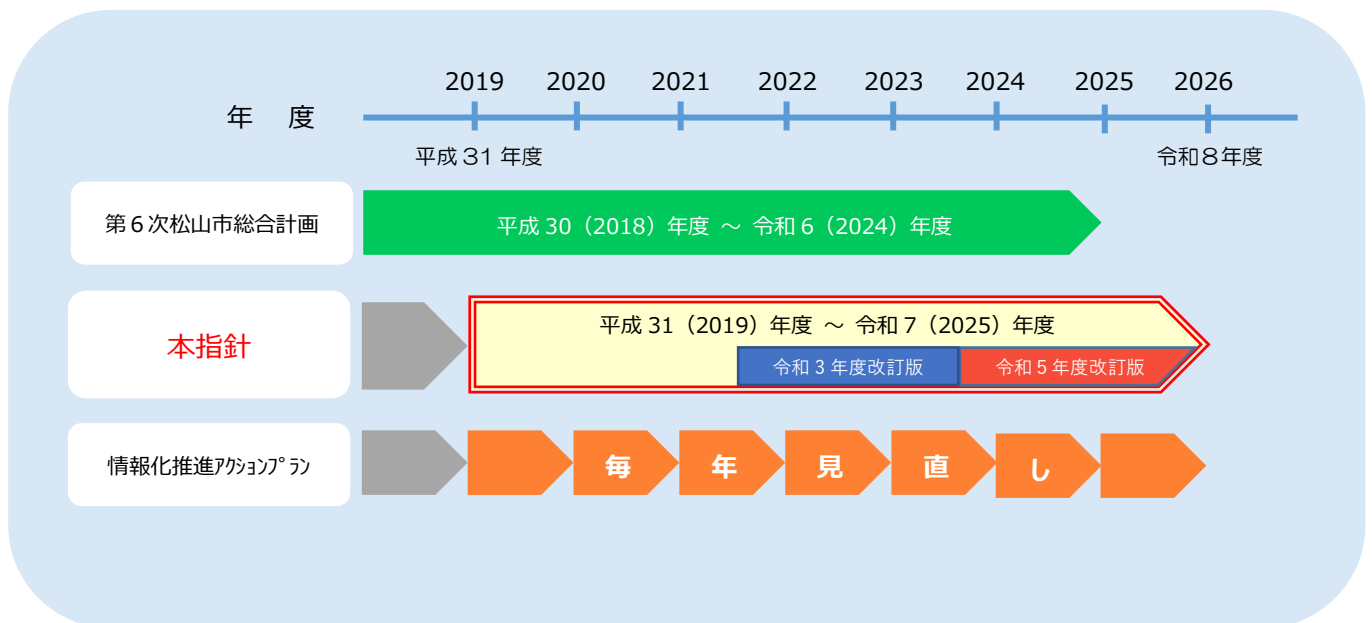 2019 2020 2021 2022 2023 2024 2025 2026
年 度
平成 31 年度 令和8年度
第6次松山市総合計画 平成 30（2018）年度 ～ 令和 6（2024）年度
本指針 平成 31（2019）年度 ～ 令和 7（2025）年度
令和 3 年度改訂版 令和 5 年度改訂版
情報化推進ｱｸｼｮﾝﾌﾟﾗﾝ 毎 年 見 直 し